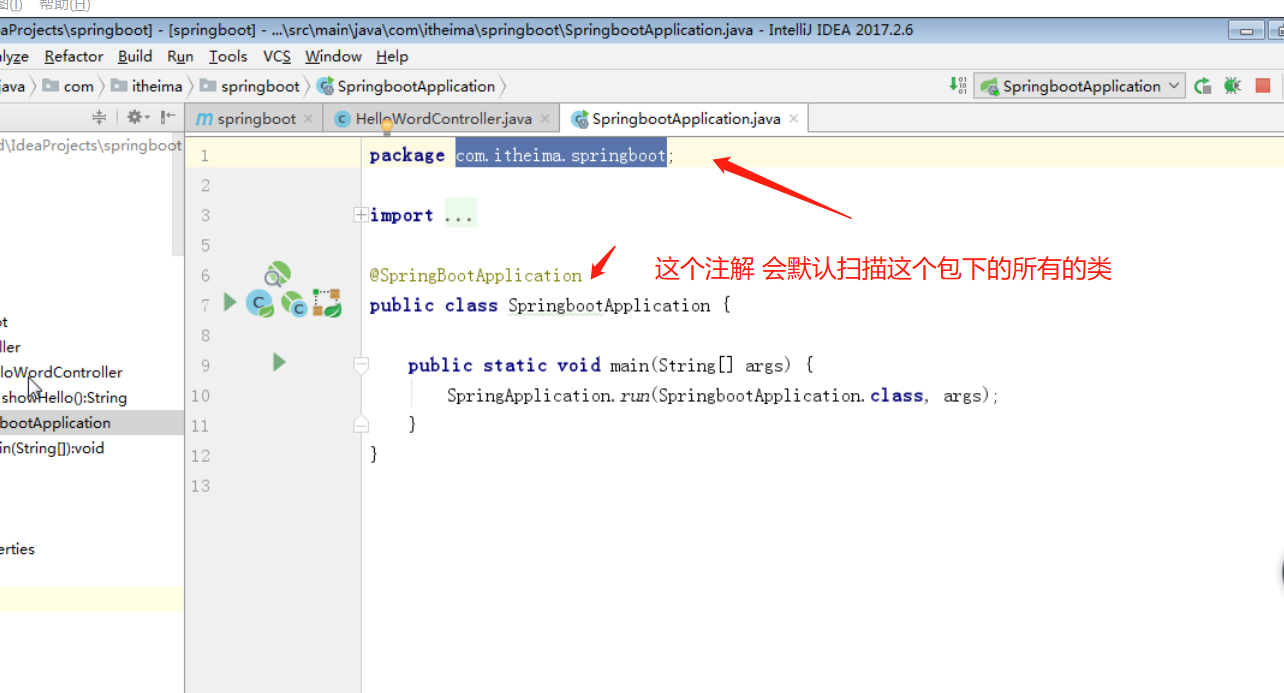 图(I) 帮助(H)
aProjects\springboot] - [springboot] - ...\src\main\java\com\itheima\springboot\SpringbootApplication.java - IntelliJ IDEA 2017.2.6
lyze Refactor Build Run Tools VCS Window Help
java com itheima springboot SpringbootApplication SpringbootApplication
springboot HelloWordController.java SpringbootApplication.java
d\IdeaProjects\springboot
1 package com.itheima.springboot;
2
3 import ...
5
6 @SpringBootApplication
这个注解 会默认扫描这个包下的所有的类
7 public class SpringbootApplication {
8
9 public static void main(String[] args) {
10 SpringApplication.run(SpringbootApplication.class, args);
11 }
12 }
13
ot
ller
lloWordController
showHello():String
bootApplication
in(String[]):void
erties